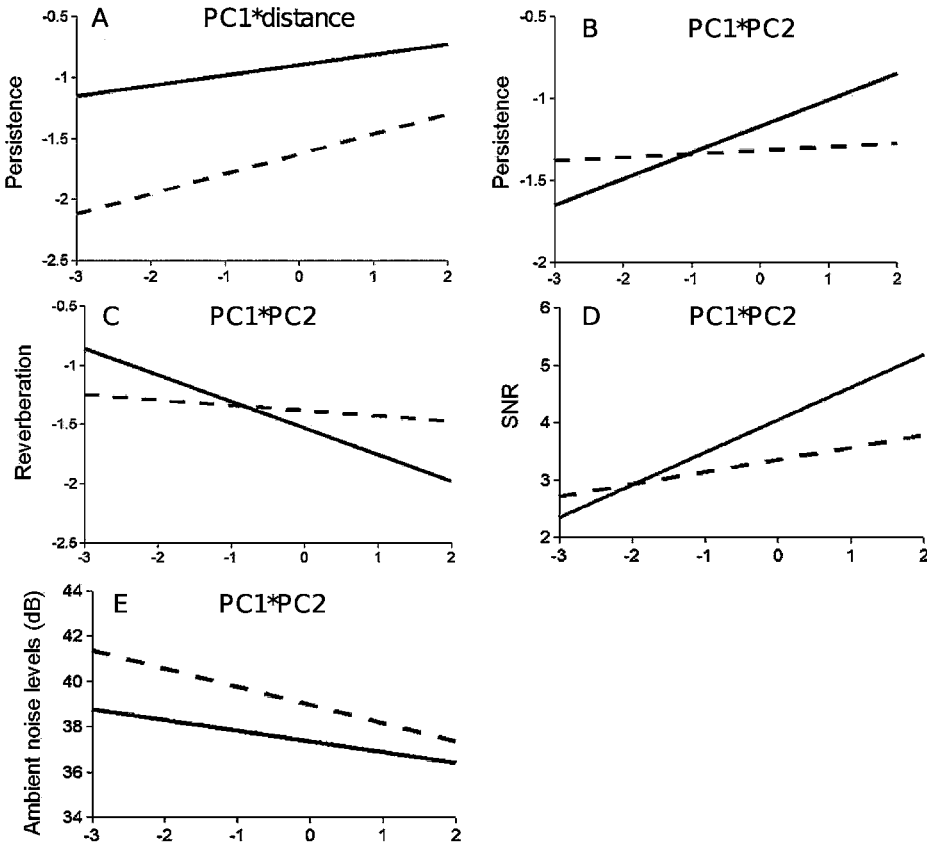 A PC1*distance
-0.5
-1
-1.5
-2
-2.5
Persistence
-3 -2 -1 0 1 2
B PC1*PC2
-0.5
-1
-1.5
-2
Persistence
-3 -2 -1 0 1 2
C PC1*PC2
-0.5
-1
-1.5
-2
-2.5
Reverberation
-3 -2 -1 0 1 2
D PC1*PC2
6
5
4
3
2
SNR
-3 -2 -1 0 1 2
E PC1*PC2
44
42
40
38
36
34
Ambient noise levels (dB)
-3 -2 -1 0 1 2